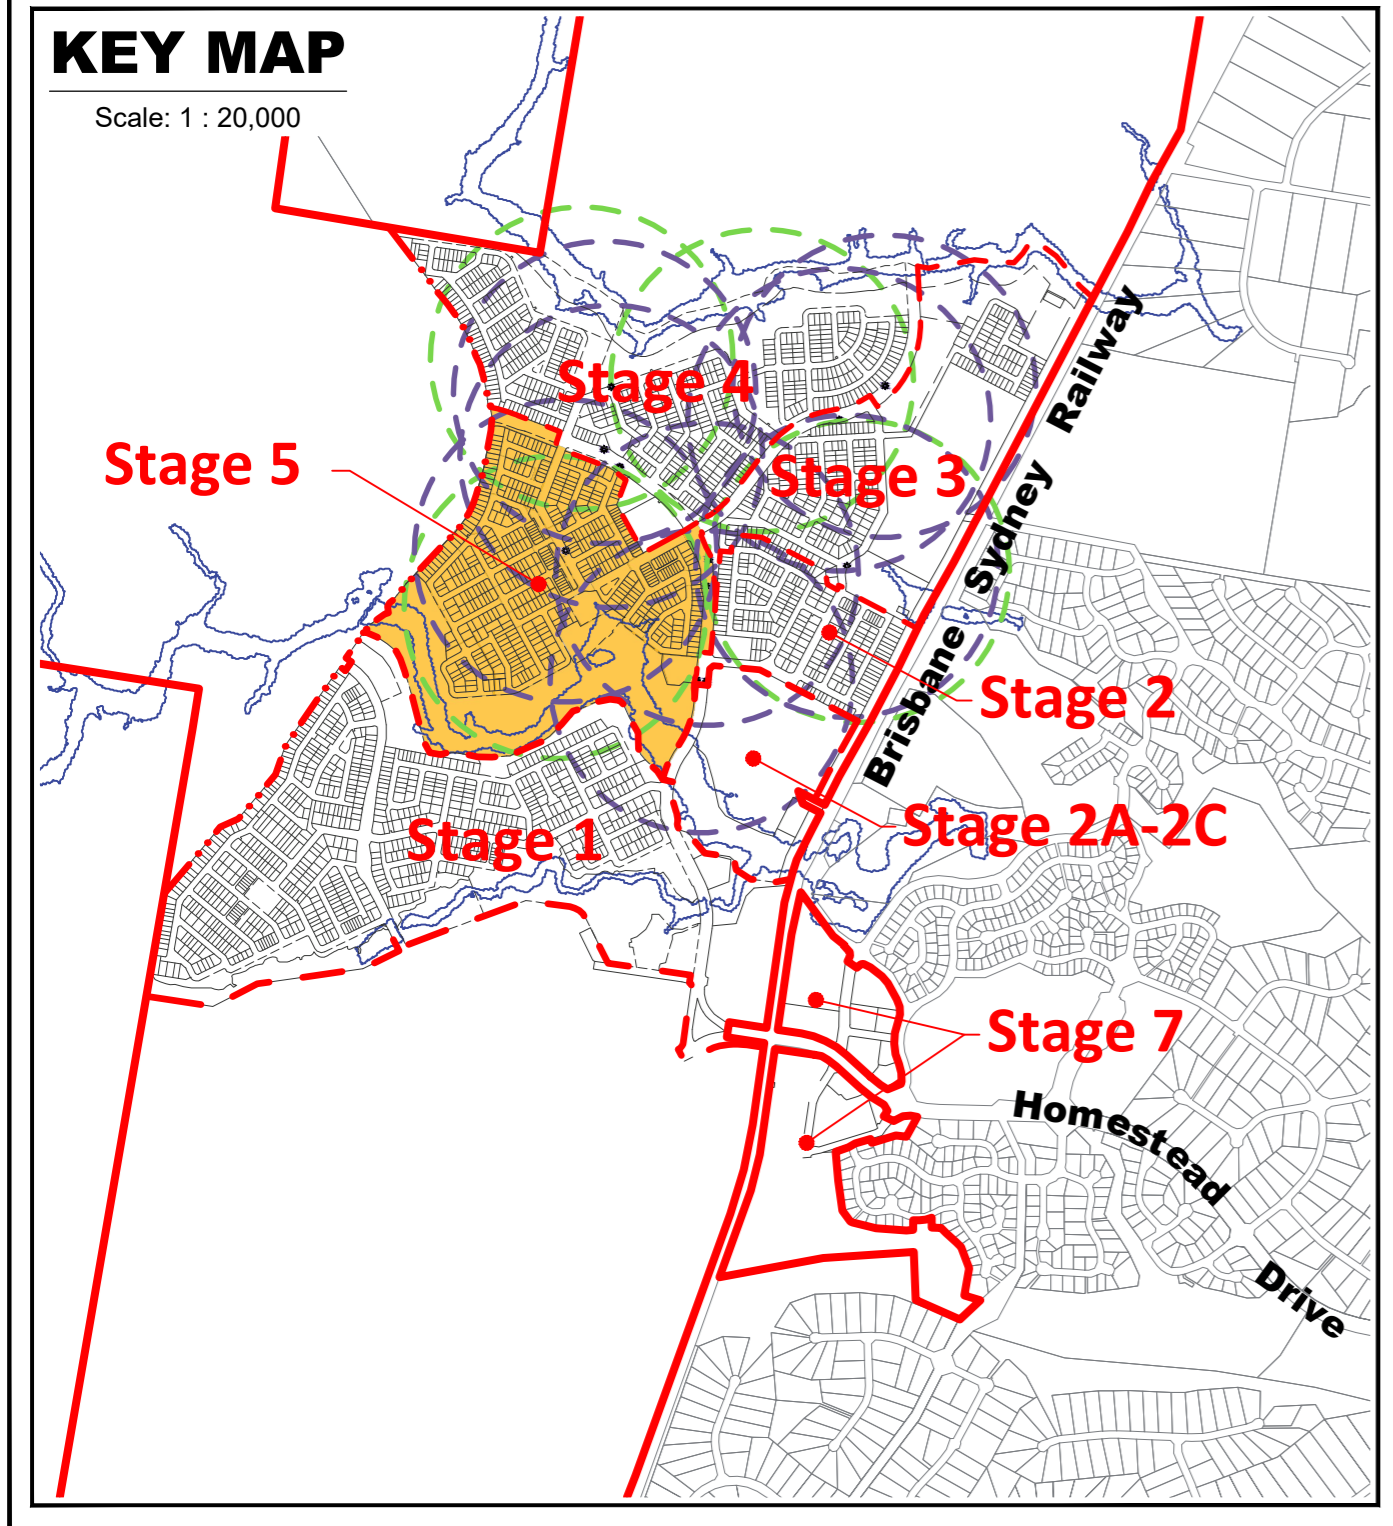 KEY MAP
Scale: 1 : 20,000
Stage 4
Stage 5
Stage 3
Brisbane Sydney Railway
Stage 2
Stage 2A-2C
Stage 1
Stage 7
Homestead Drive